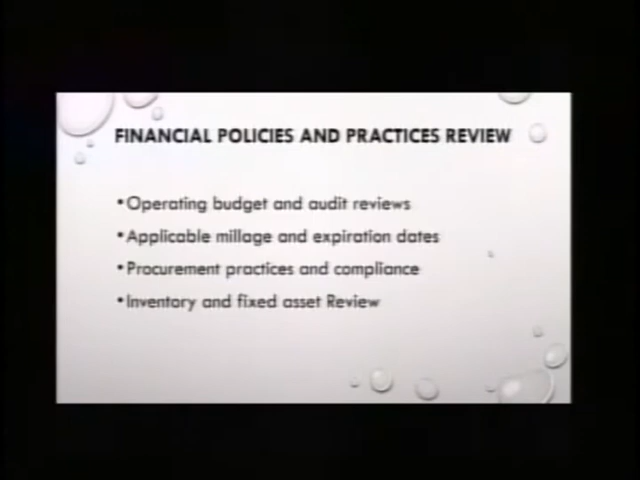 FINANCIAL POLICIES AND PRACTICES REVIEW
•Operating budget and audit reviews
•Applicable millage and expiration dates
•Procurement practices and compliance
•Inventory and fixed asset Review